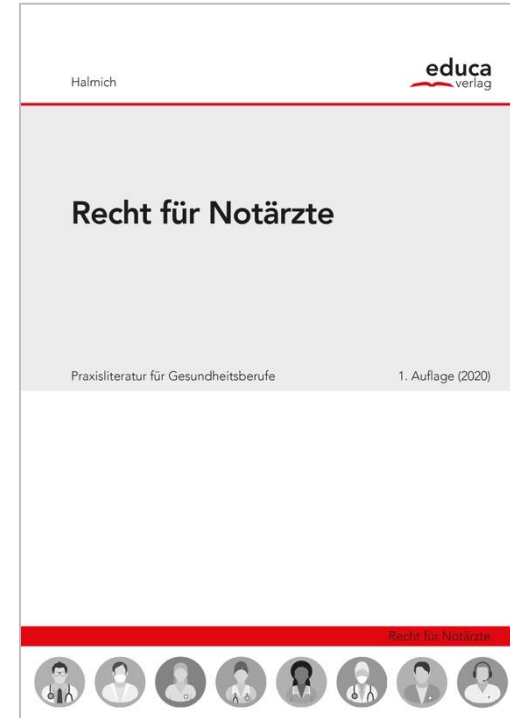 Halmich
educa
verlag
Recht für Notärzte
Praxisliteratur für Gesundheitsberufe
1. Auflage (2020)
Recht für Notärzte